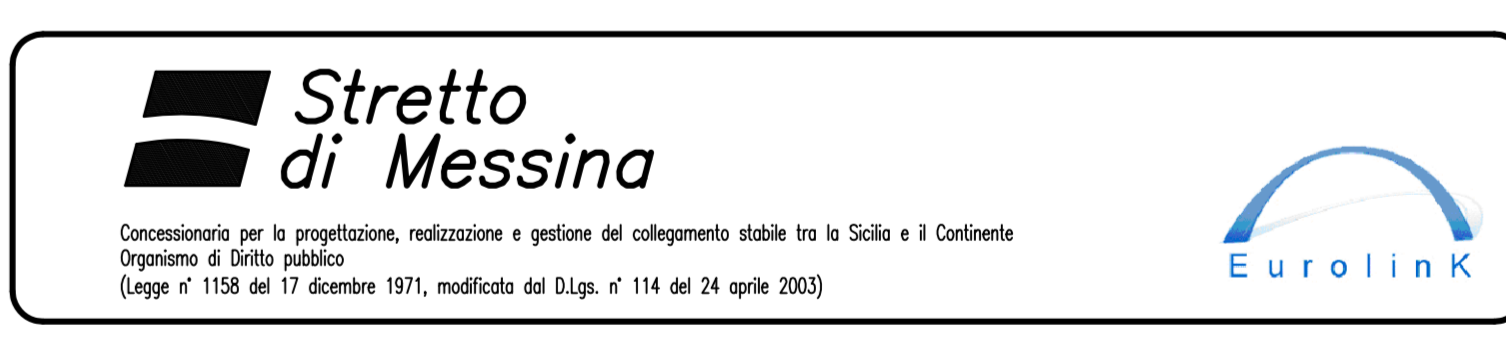 Stretto
di Messina
Concessionaria per la progettazione, realizzazione e gestione del collegamento stabile tra la Sicilia e il Continente
Organismo di Diritto pubblico
(Legge n° 1158 del 17 dicembre 1971, modificata dal D.Lgs. n° 114 del 24 aprile 2003)
EurolinK